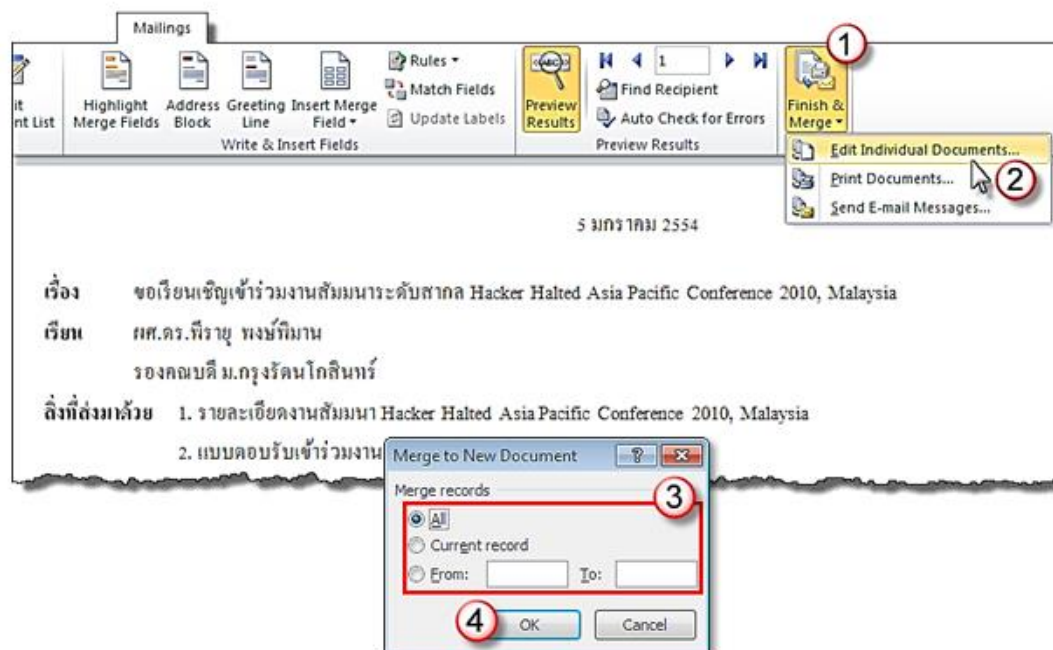 Mailings
1
it
nt List
Highlight
Merge Fields
Address
Block
Greeting
Line
Insert Merge
Field
Rules
Match Fields
Update Labels
Write & Insert Fields
ABC
Preview
Results
1
Find Recipient
Auto Check for Errors
Preview Results
Finish &
Merge
Edit Individual Documents...
Print Documents...
Send E-mail Messages...
2
5 มกราคม 2554
เรื่อง ขอเรียนเชิญเข้าร่วมงานสัมมนาระดับสากล Hacker Halted Asia Pacific Conference 2010, Malaysia
เรียน ผศ.ดร.พีรายุ พงษ์พิมาน
รองคณบดี ม.กรุงรัตนโกสินทร์
สิ่งที่ส่งมาด้วย 1. รายละเอียดงานสัมมนา Hacker Halted Asia Pacific Conference 2010, Malaysia
2. แบบตอบรับเข้าร่วมงาน
Merge to New Document
?
Merge records
3
All
Current record
From: To:
4
OK Cancel